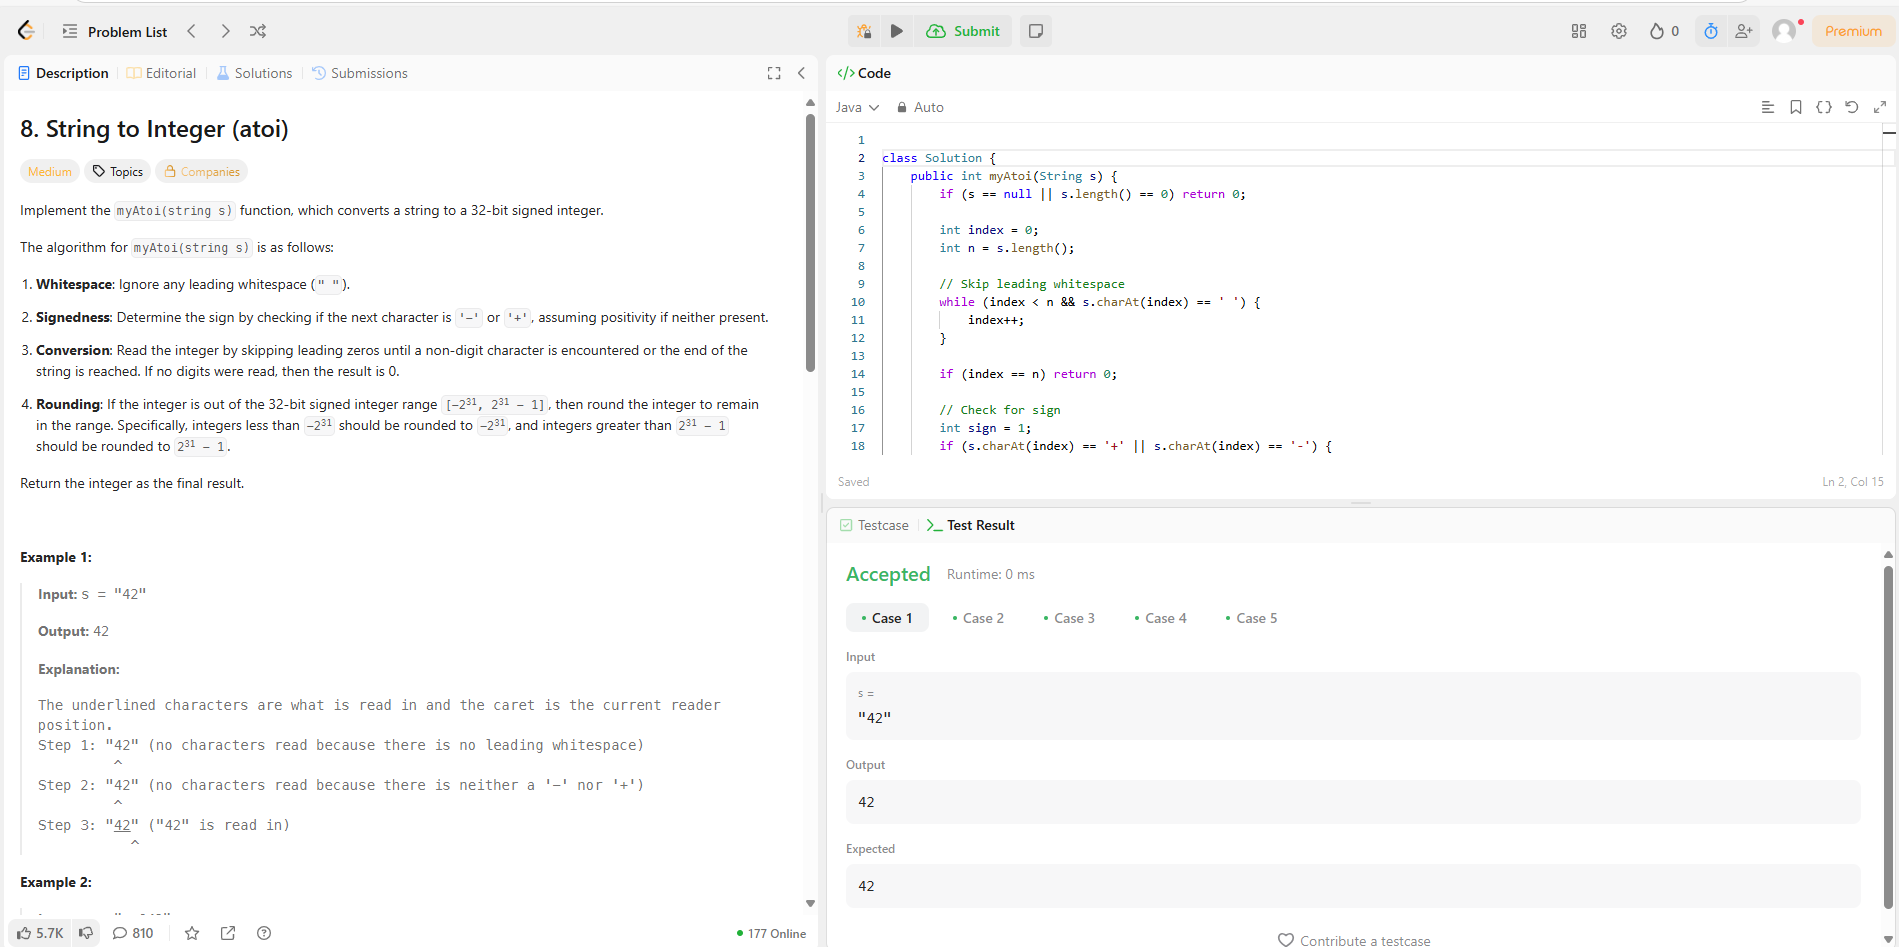 Problem List
Submit
0
Premium
Description
Editorial
Solutions
Submissions
8. String to Integer (atoi)
Medium
Topics
Companies
Implement the myAtoi(string s) function, which converts a string to a 32-bit signed integer.
The algorithm for myAtoi(string s) is as follows:
1. Whitespace: Ignore any leading whitespace (" ").
2. Signedness: Determine the sign by checking if the next character is '-' or '+', assuming positivity if neither present.
3. Conversion: Read the integer by skipping leading zeros until a non-digit character is encountered or the end of the
string is reached. If no digits were read, then the result is 0.
4. Rounding: If the integer is out of the 32-bit signed integer range [-2³¹, 2³¹ - 1], then round the integer to remain
in the range. Specifically, integers less than -2³¹ should be rounded to -2³¹, and integers greater than 2³¹ - 1
should be rounded to 2³¹ - 1.
Return the integer as the final result.
Example 1:
Input: s = "42"
Output: 42
Explanation:
The underlined characters are what is read in and the caret is the current reader
position.
Step 1: "42" (no characters read because there is no leading whitespace)
^
Step 2: "42" (no characters read because there is neither a '-' nor '+')
^
Step 3: "42" ("42" is read in)
^
Example 2:
5.7K
810
177 Online
Code
Java
Auto
1
2 class Solution {
3 public int myAtoi(String s) {
4 if (s == null || s.length() == 0) return 0;
5
6 int index = 0;
7 int n = s.length();
8
9 // Skip leading whitespace
10 while (index < n && s.charAt(index) == ' ') {
11 index++;
12 }
13
14 if (index == n) return 0;
15
16 // Check for sign
17 int sign = 1;
18 if (s.charAt(index) == '+' || s.charAt(index) == '-') {
Saved
Ln 2, Col 15
Testcase
Test Result
Accepted
Runtime: 0 ms
Case 1
Case 2
Case 3
Case 4
Case 5
Input
s =
"42"
Output
42
Expected
42
Contribute a testcase